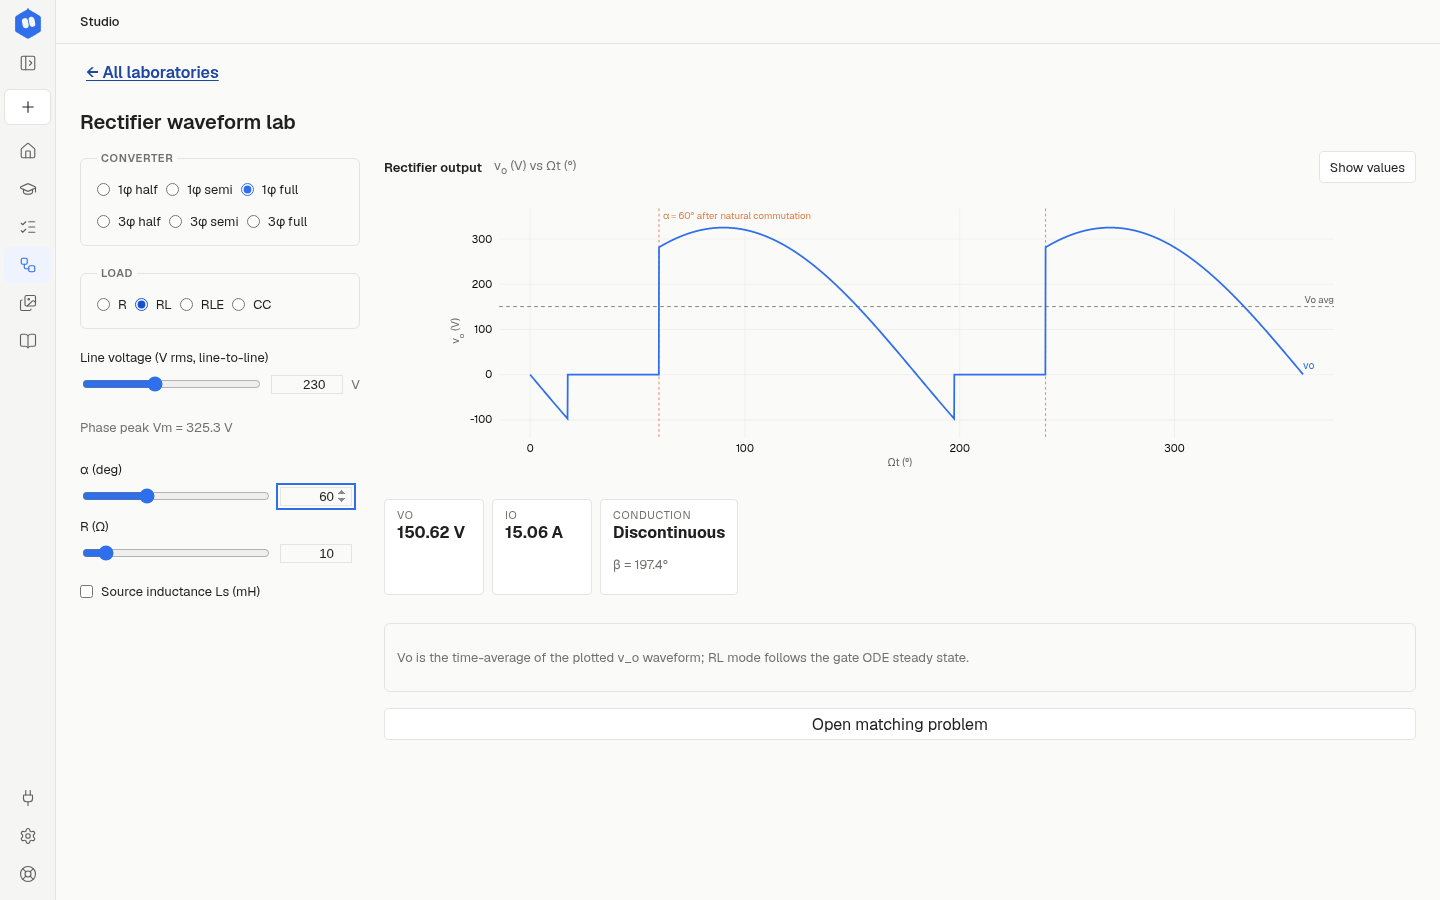 Studio
← All laboratories
Rectifier waveform lab
CONVERTER
1φ half 1φ semi 1φ full
3φ half 3φ semi 3φ full
LOAD
R RL RLE CC
Line voltage (V rms, line-to-line)
230 V
Phase peak Vm = 325.3 V
α (deg)
60
R (Ω)
10
Source inductance Ls (mH)
Rectifier output vo (V) vs Ωt (°)
Show values
α = 60° after natural commutation
300
200
100
0
-100
vo (V)
Vo avg
vo
0 100 200 300
Ωt (°)
VO
150.62 V
IO
15.06 A
CONDUCTION
Discontinuous
β = 197.4°
Vo is the time-average of the plotted v_o waveform; RL mode follows the gate ODE steady state.
Open matching problem